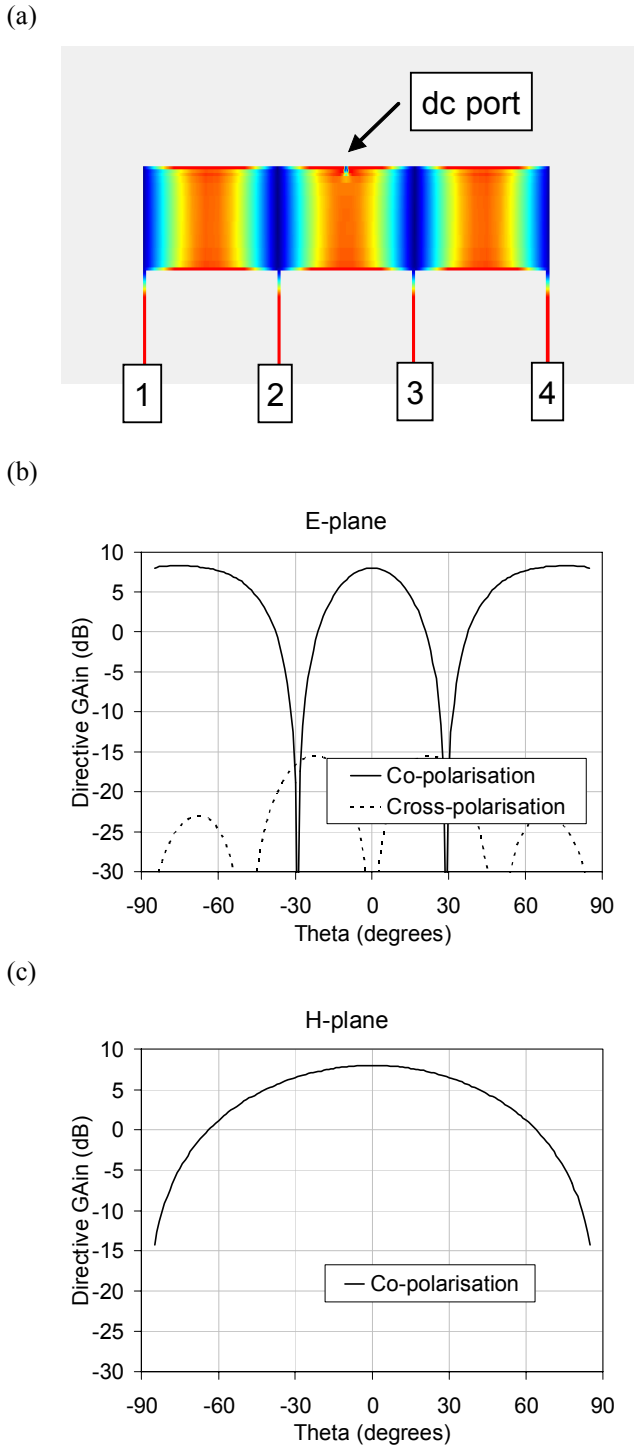 (a)
dc port
1 2 3 4
(b)
E-plane
10
5
0
-5
-10
-15
-20
-25
-30
Directive GAin (dB)
Co-polarisation
Cross-polarisation
-90 -60 -30 0 30 60 90
Theta (degrees)
(c)
H-plane
10
5
0
-5
-10
-15
-20
-25
-30
Directive GAin (dB)
Co-polarisation
-90 -60 -30 0 30 60 90
Theta (degrees)